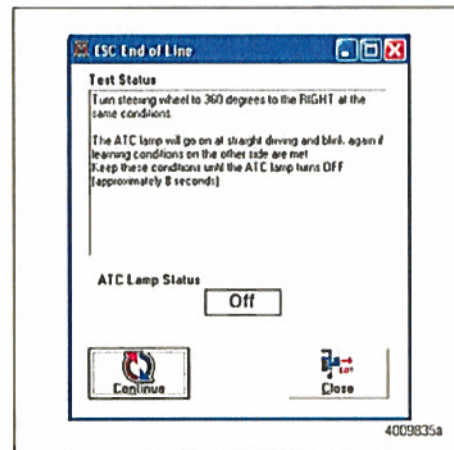 ESC End of Line
Test Status
Turn steering wheel to 360 degrees to the RIGHT at the
same conditions.
The ATC lamp will go on at straight driving and blink again if
learning conditions on the other side are met
Keep these conditions until the ATC lamp turns OFF
(approximately 8 seconds)
ATC Lamp Status
Off
Continue
Close
4009835a